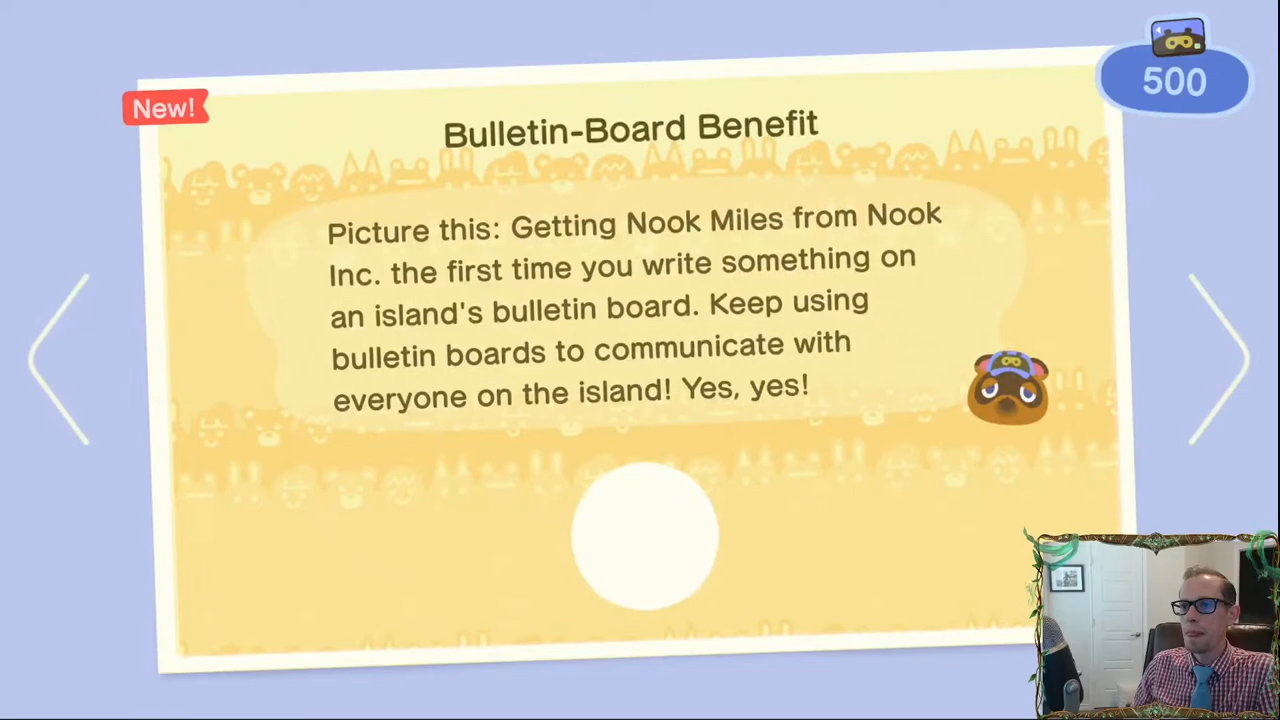 500
New!
Bulletin-Board Benefit
Picture this: Getting Nook Miles from Nook
Inc. the first time you write something on
an island's bulletin board. Keep using
bulletin boards to communicate with
everyone on the island! Yes, yes!